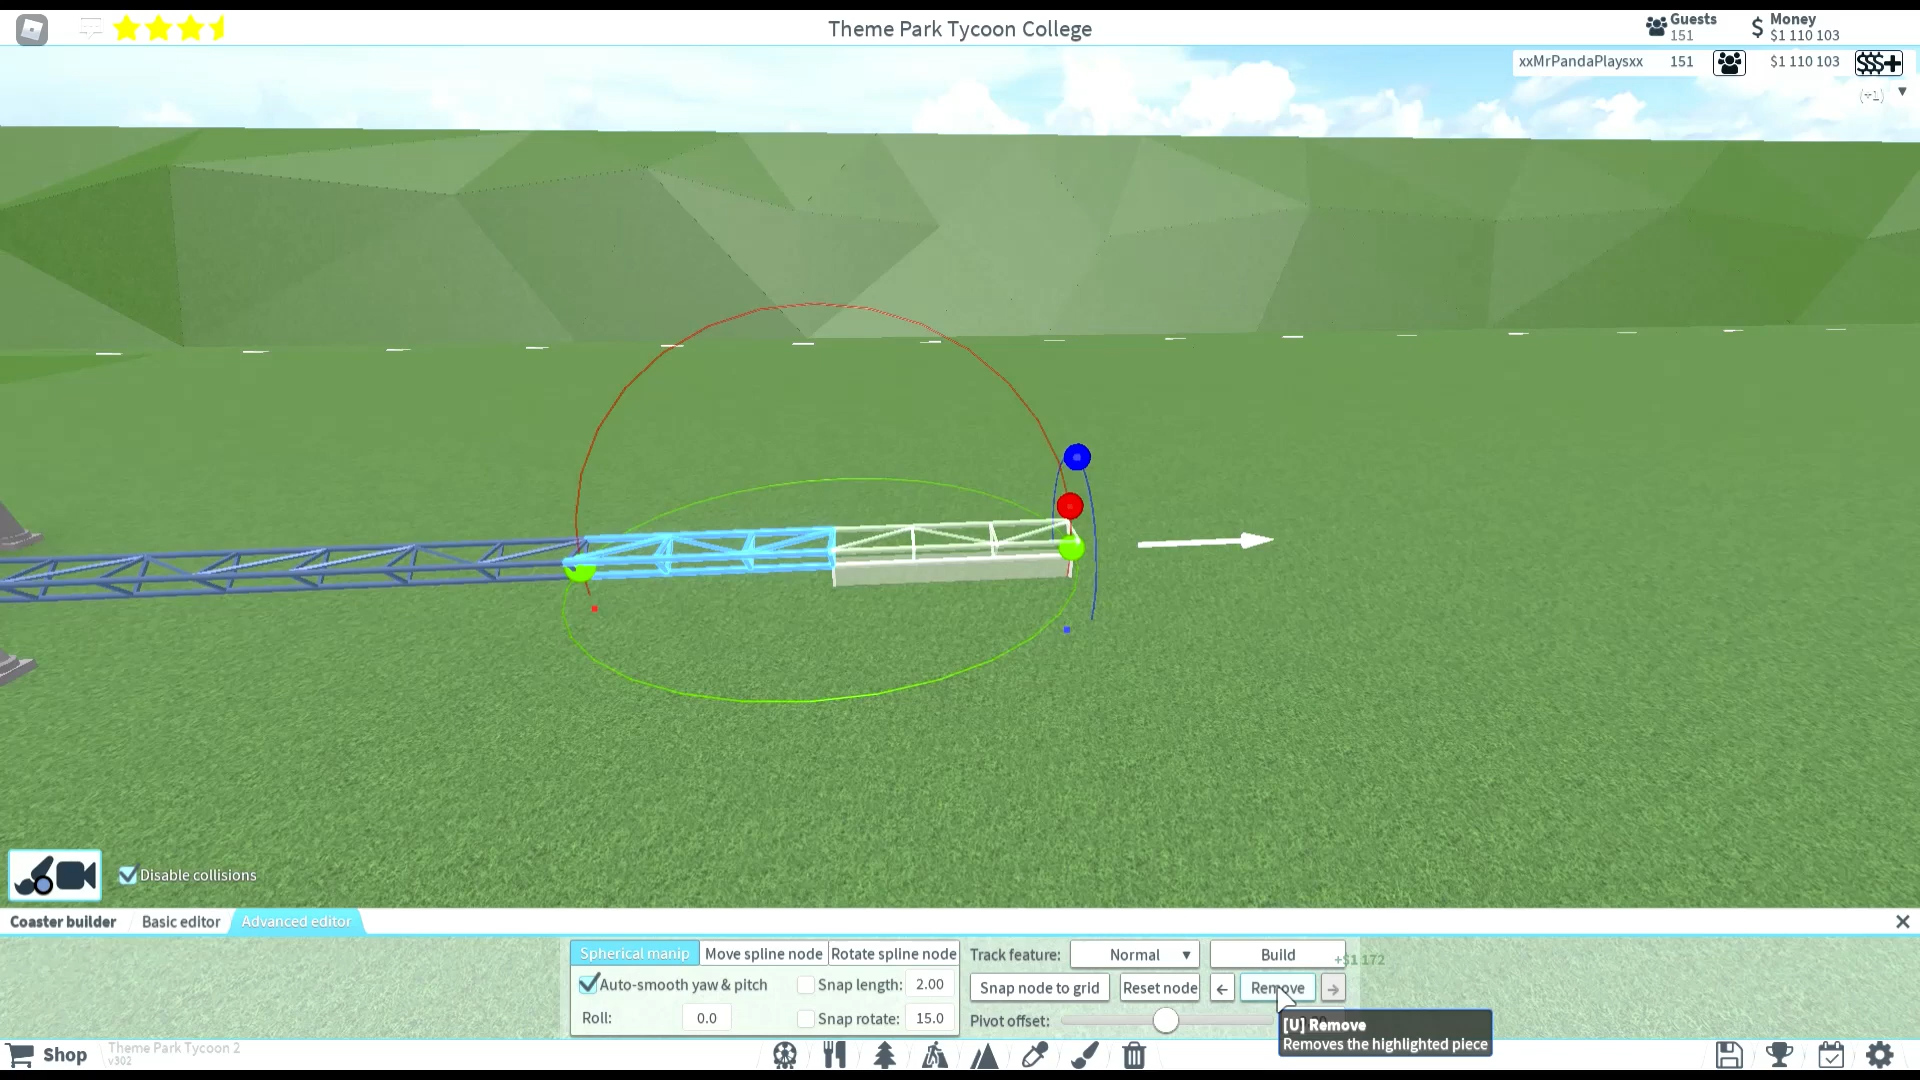 Theme Park Tycoon College
Guests
151
$ Money
$1 110 103
xxMrPandaPlaysxx 151 $1 110 103 $$$+
(+1)
Disable collisions
Coaster builder Basic editor Advanced editor
Spherical manip Move spline node Rotate spline node Track feature: Normal Build
+$1 172
Auto-smooth yaw & pitch Snap length: 2.00 Snap node to grid Reset node Remove
Roll: 0.0 Snap rotate: 15.0 Pivot offset:
[U] Remove
Removes the highlighted piece
Shop Theme Park Tycoon 2
v302